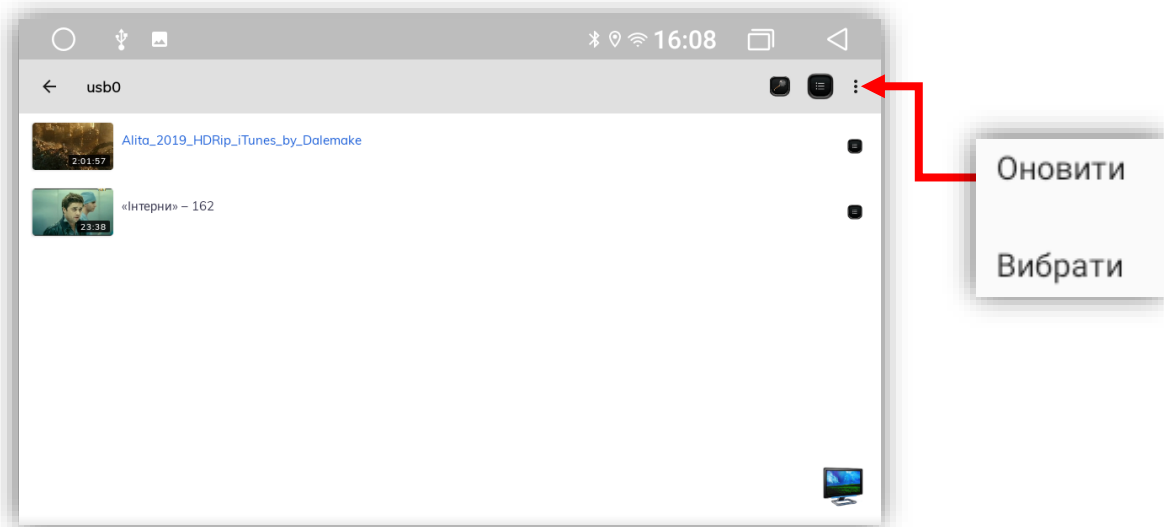 16:08
usb0
Alita_2019_HDRip_iTunes_by_Dalemake
2:01:57
«Інтерни» – 162
23:38
Оновити
Вибрати